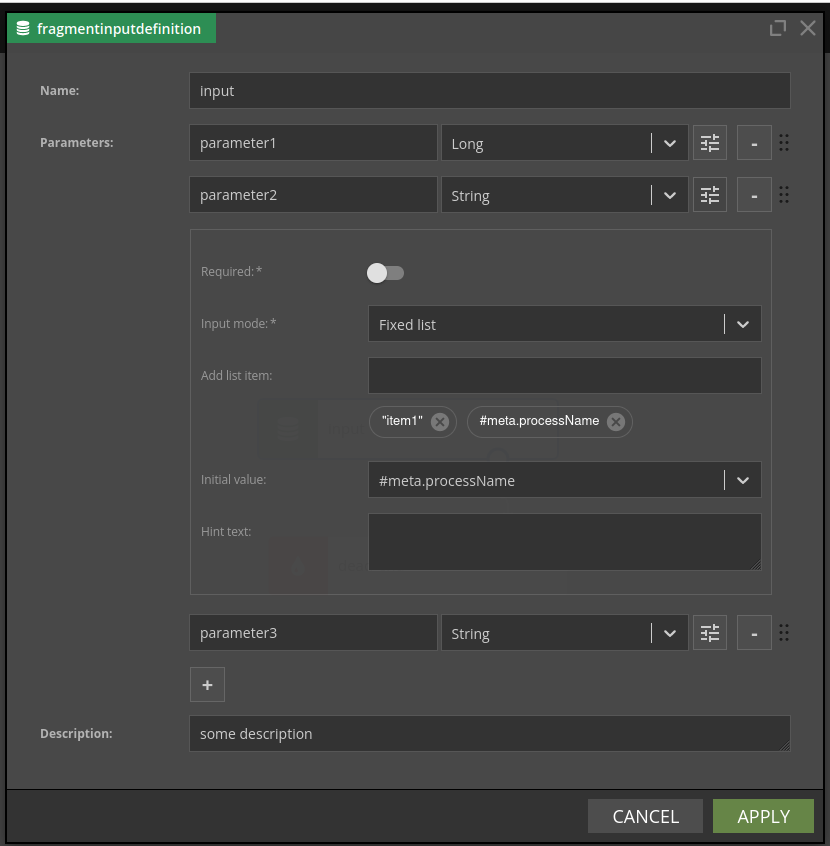 fragmentinputdefinition
Name:
input
Parameters:
parameter1
Long
-
parameter2
String
-
Required: *
Input mode: *
Fixed list
Add list item:
"item1"
#meta.processName
Initial value:
#meta.processName
Hint text:
parameter3
String
-
+
Description:
some description
CANCEL
APPLY